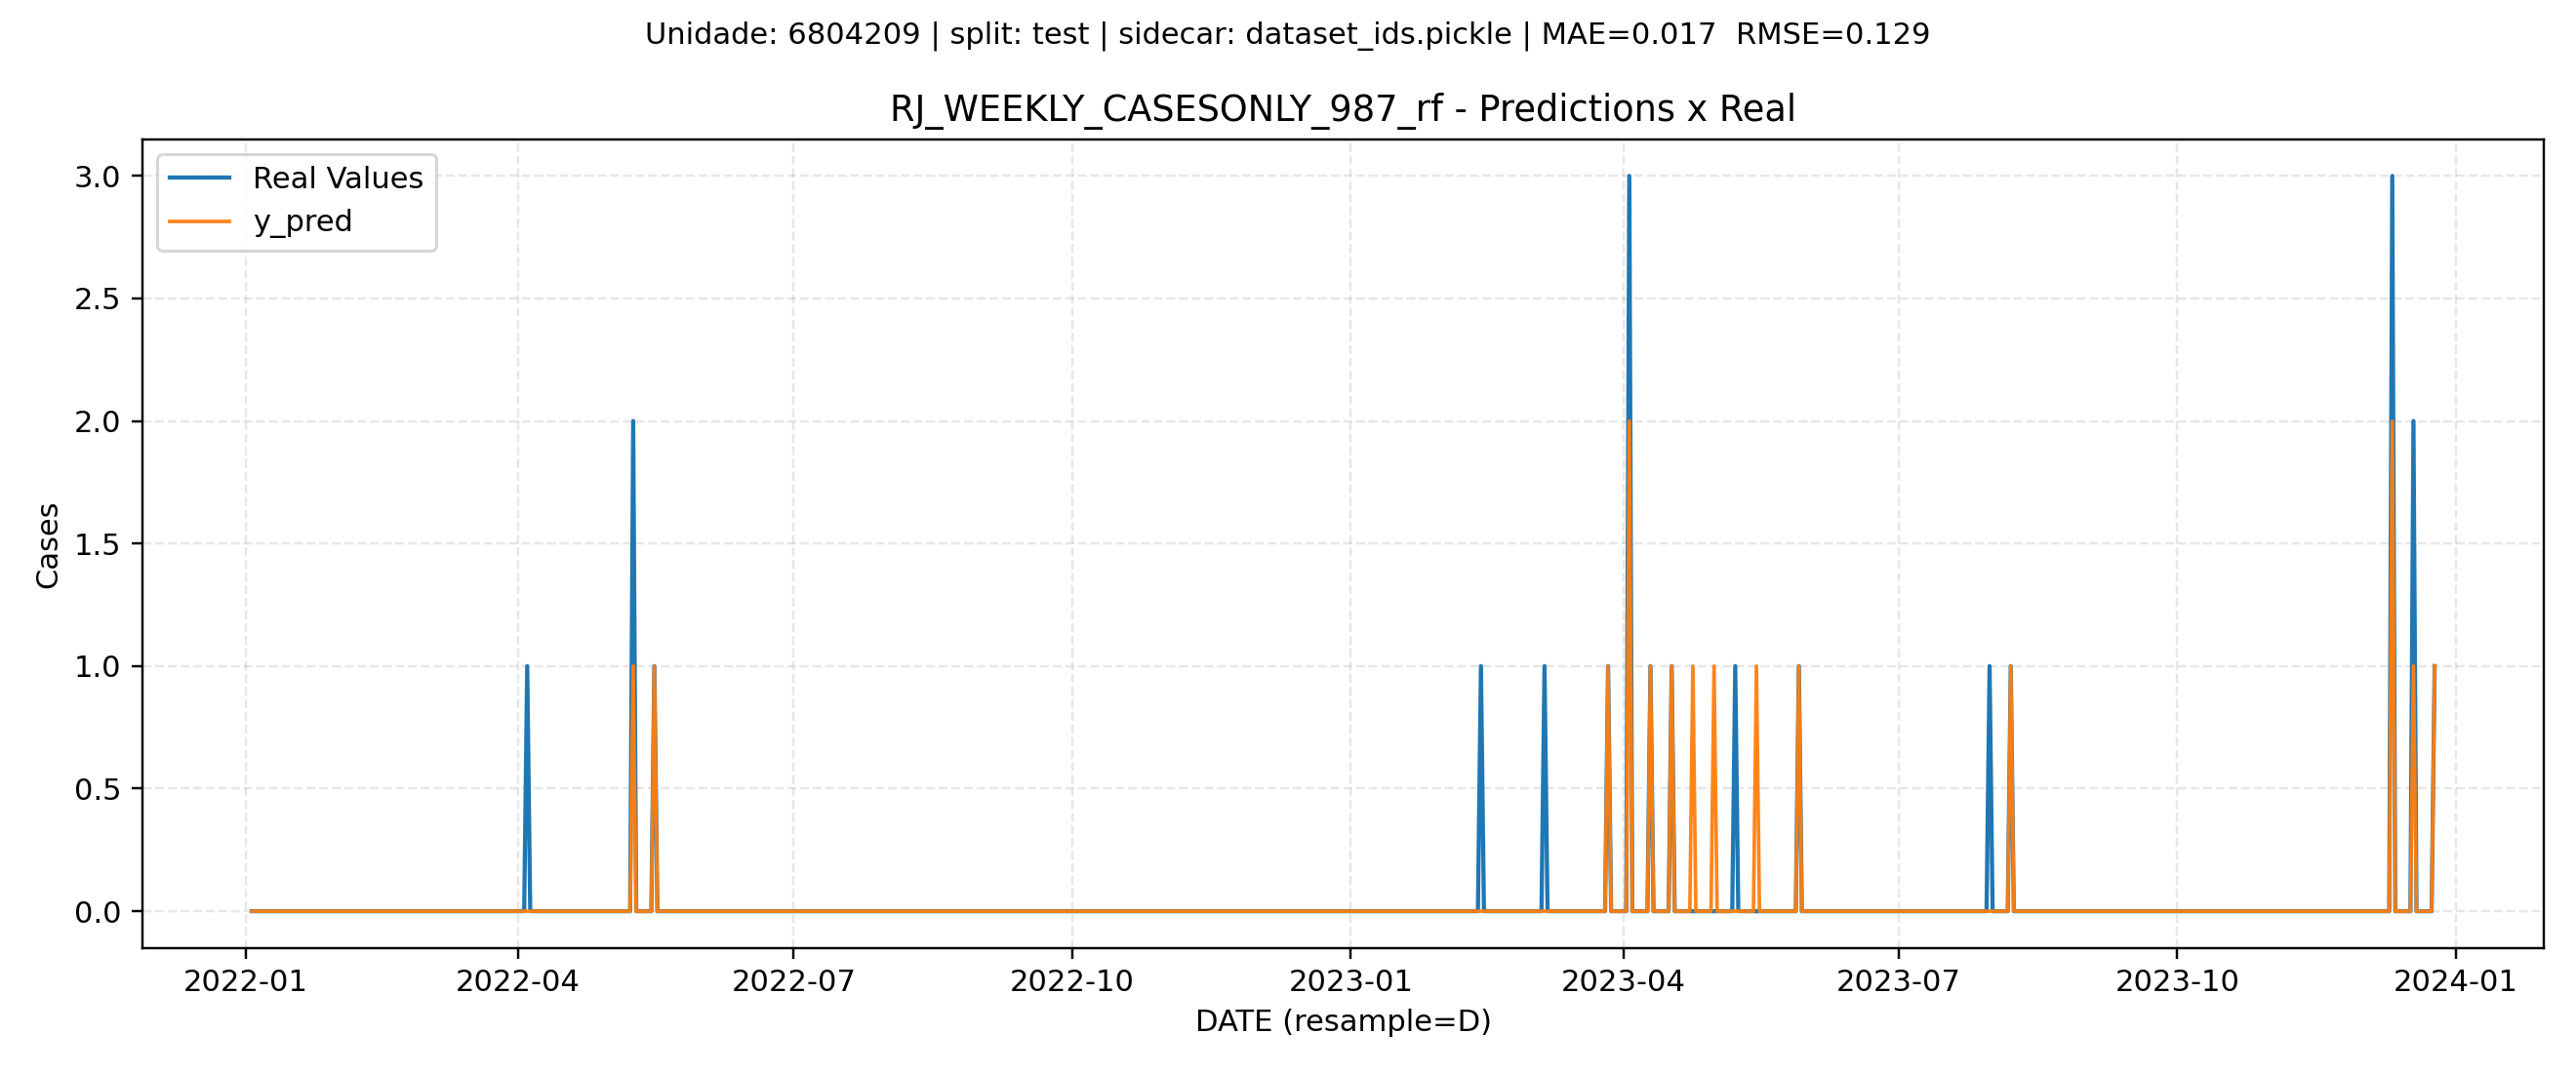 Unidade: 6804209 | split: test | sidecar: dataset_ids.pickle | MAE=0.017  RMSE=0.129
RJ_WEEKLY_CASESONLY_987_rf - Predictions x Real
Real Values
y_pred
Cases
3.0
2.5
2.0
1.5
1.0
0.5
0.0
2022-01 2022-04 2022-07 2022-10 2023-01 2023-04 2023-07 2023-10 2024-01
DATE (resample=D)